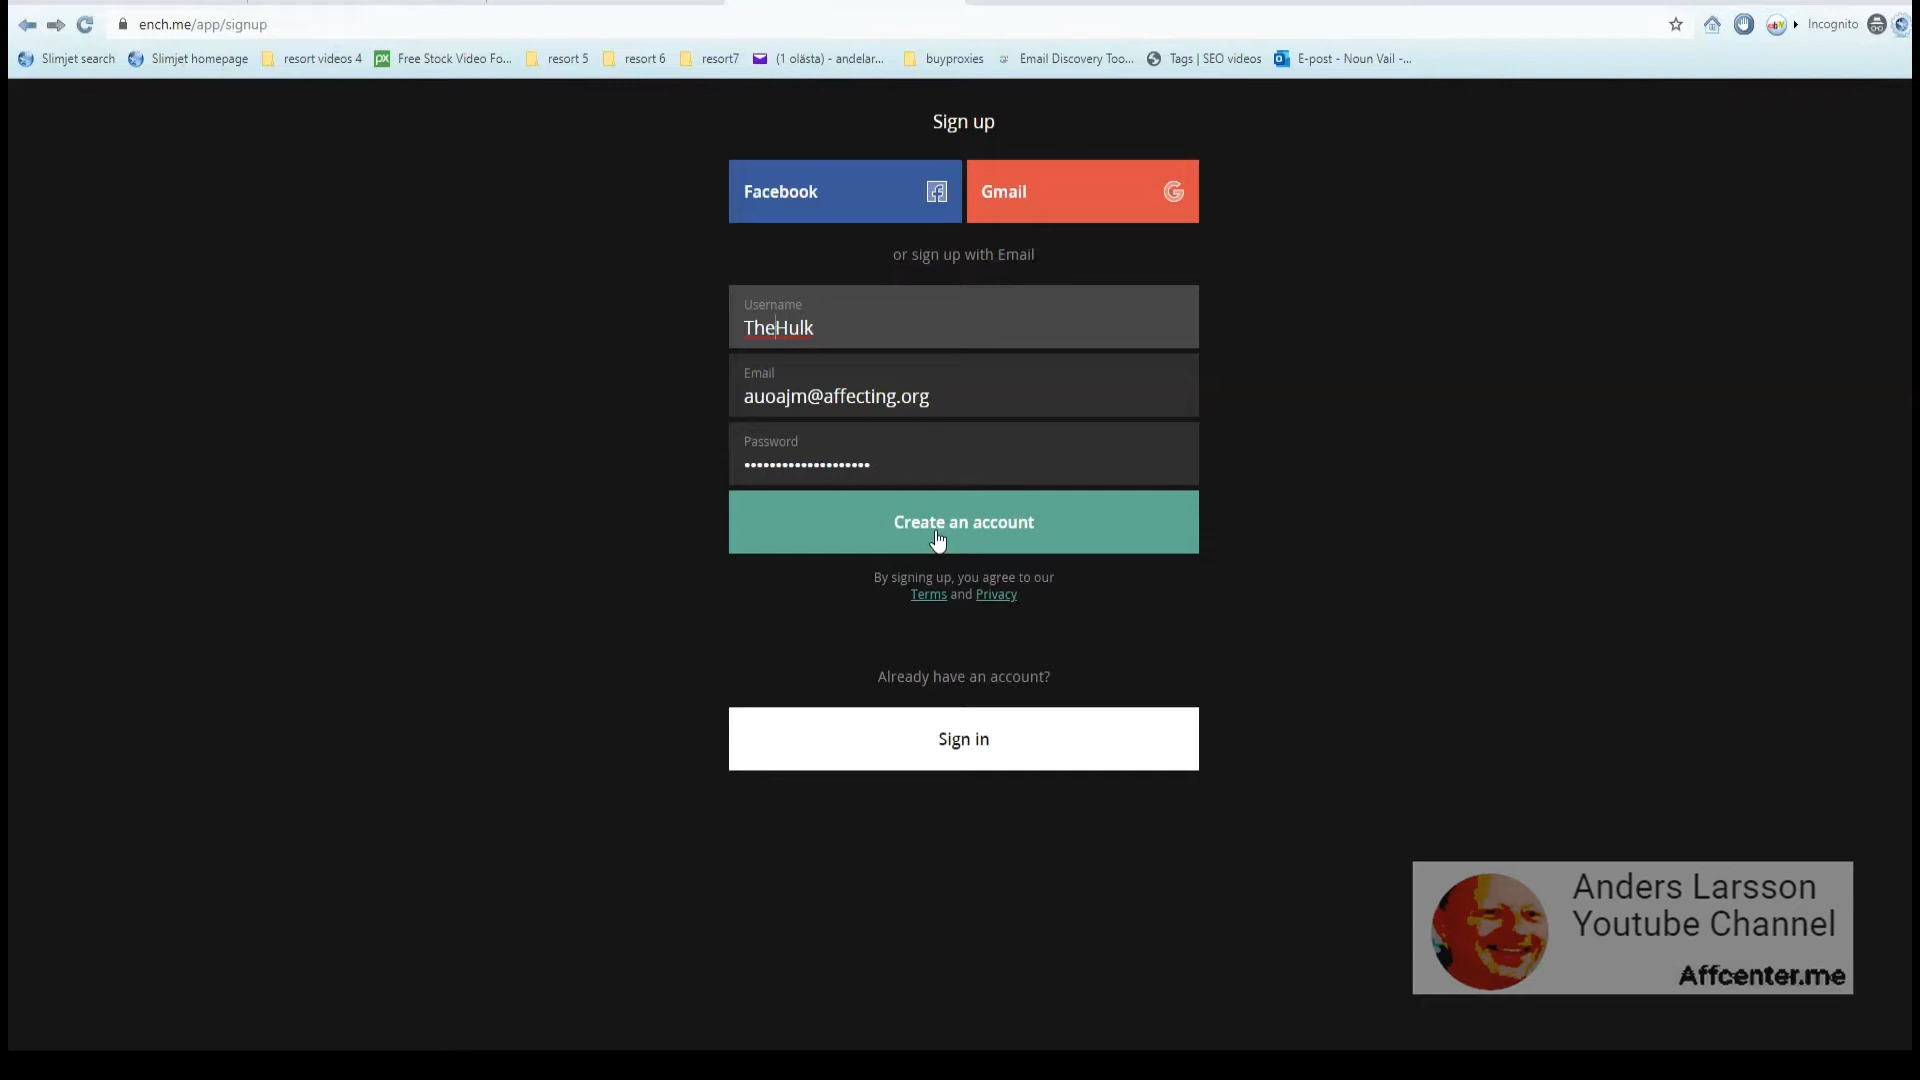 ench.me/app/signup
Incognito
Slimjet search
Slimjet homepage
resort videos 4
Free Stock Video Fo...
resort 5
resort 6
resort7
(1 olästa) - andelar...
buyproxies
Email Discovery Too...
Tags | SEO videos
E-post - Noun Vail -...
Sign up
Facebook
Gmail
or sign up with Email
Username
TheHulk
Email
auoajm@affecting.org
Password
••••••••••••••••••••
Create an account
By signing up, you agree to our
Terms and Privacy
Already have an account?
Sign in
Anders Larsson
Youtube Channel
Affcenter.me